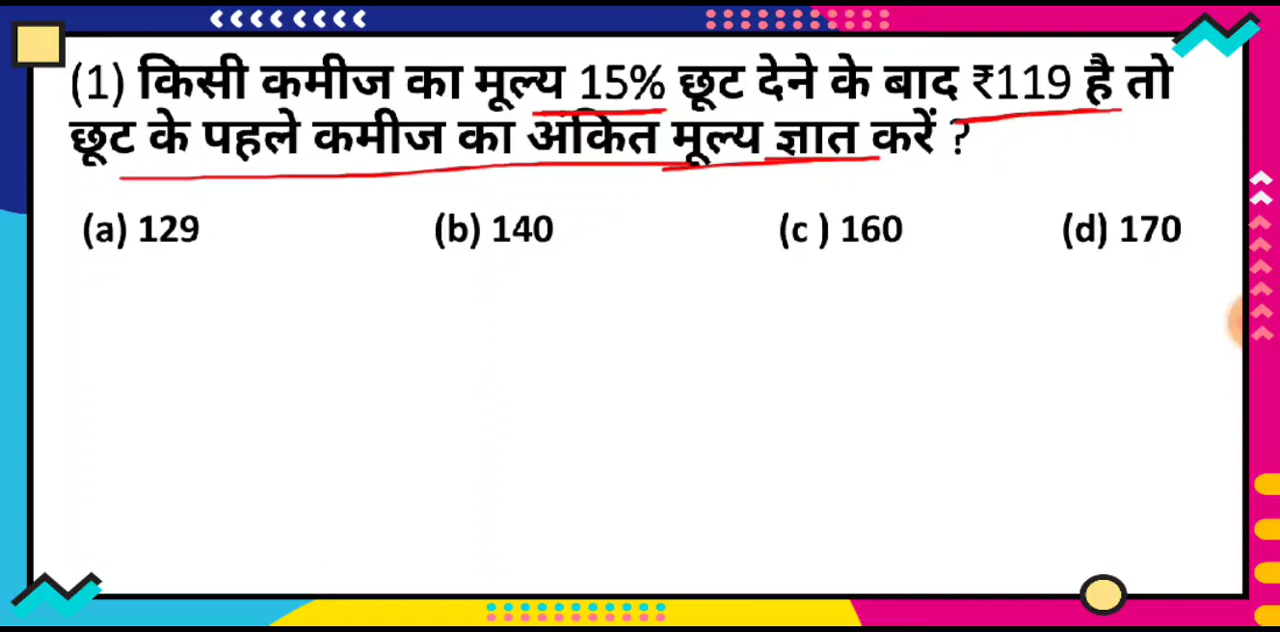 (1) किसी कमीज का मूल्य 15% छूट देने के बाद ₹119 है तो
छूट के पहले कमीज का अंकित मूल्य ज्ञात करें ?
(a) 129 (b) 140 (c ) 160 (d) 170